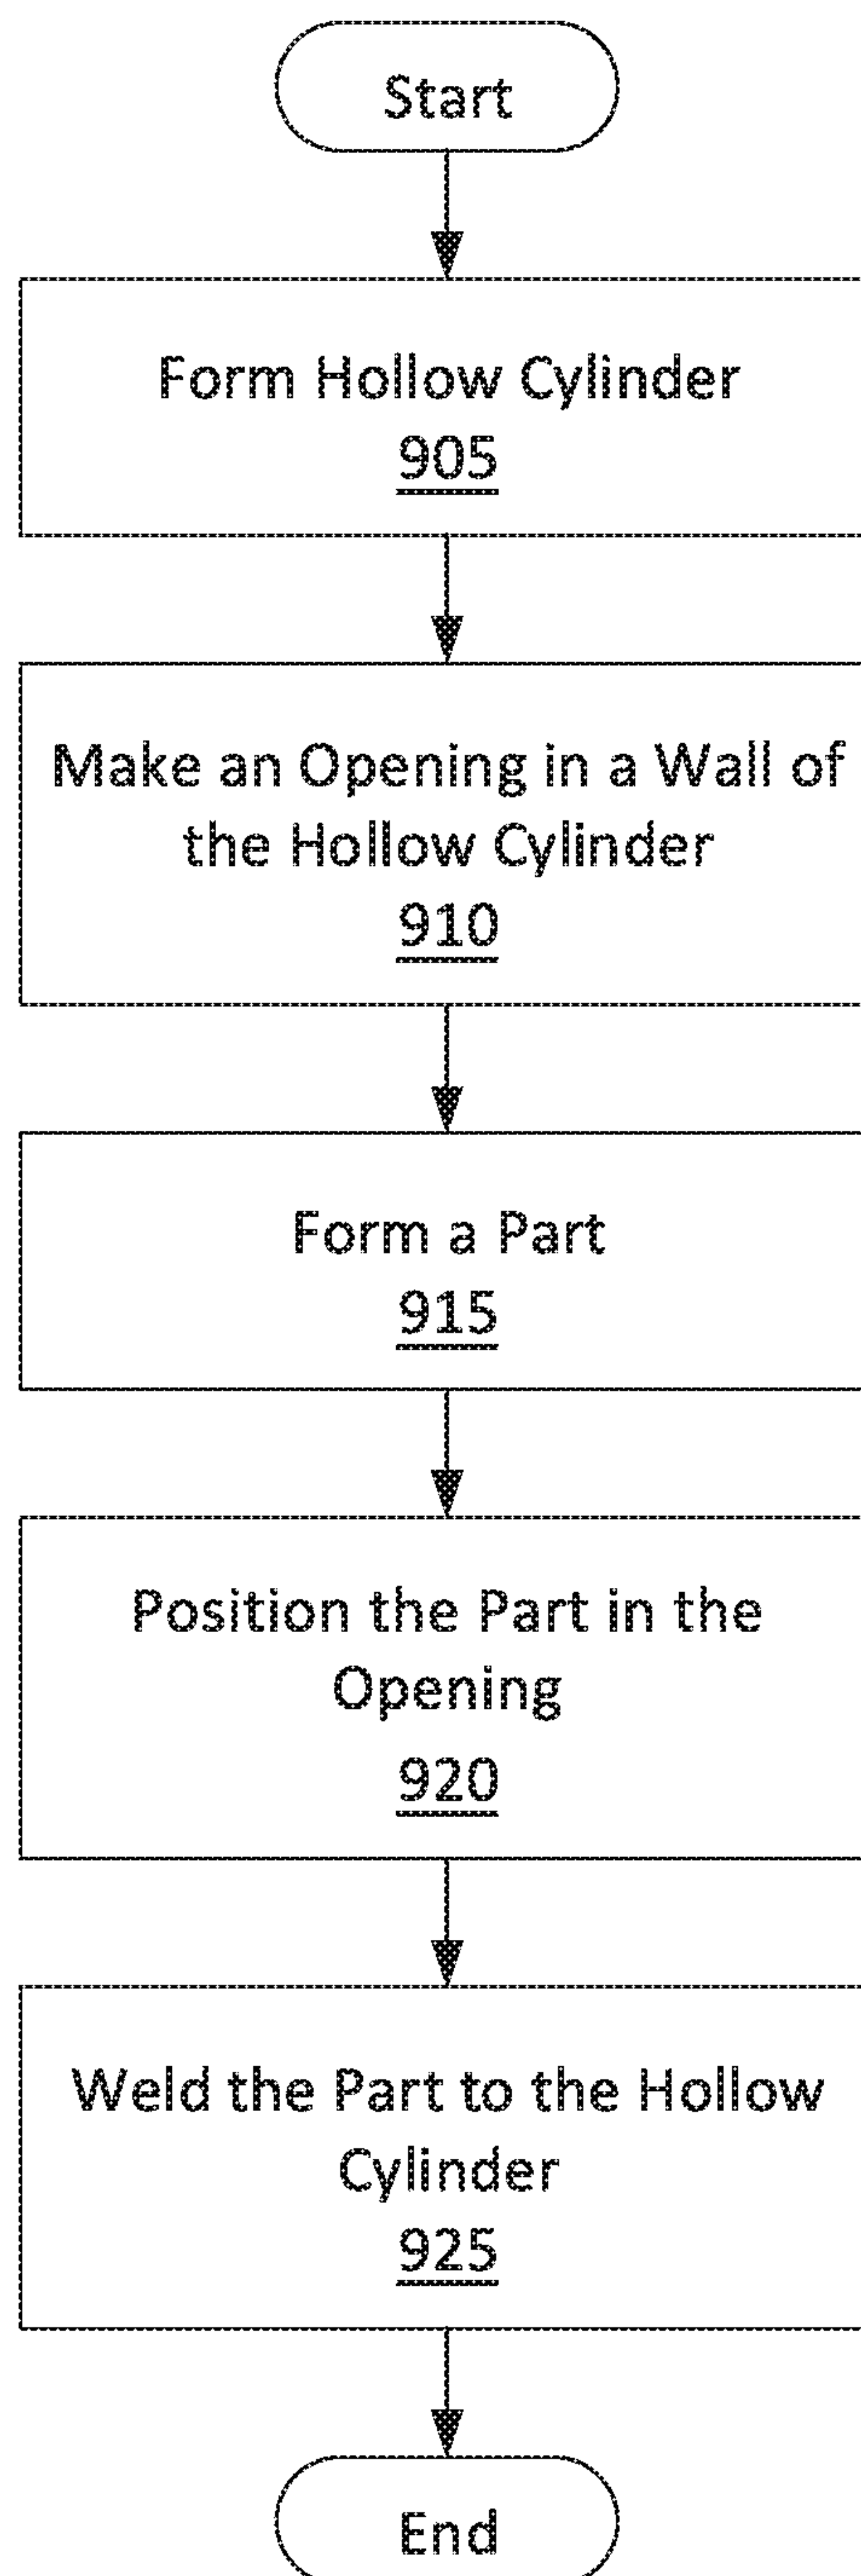 Start
Form Hollow Cylinder
905
Make an Opening in a Wall of
the Hollow Cylinder
910
Form a Part
915
Position the Part in the
Opening
920
Weld the Part to the Hollow
Cylinder
925
End